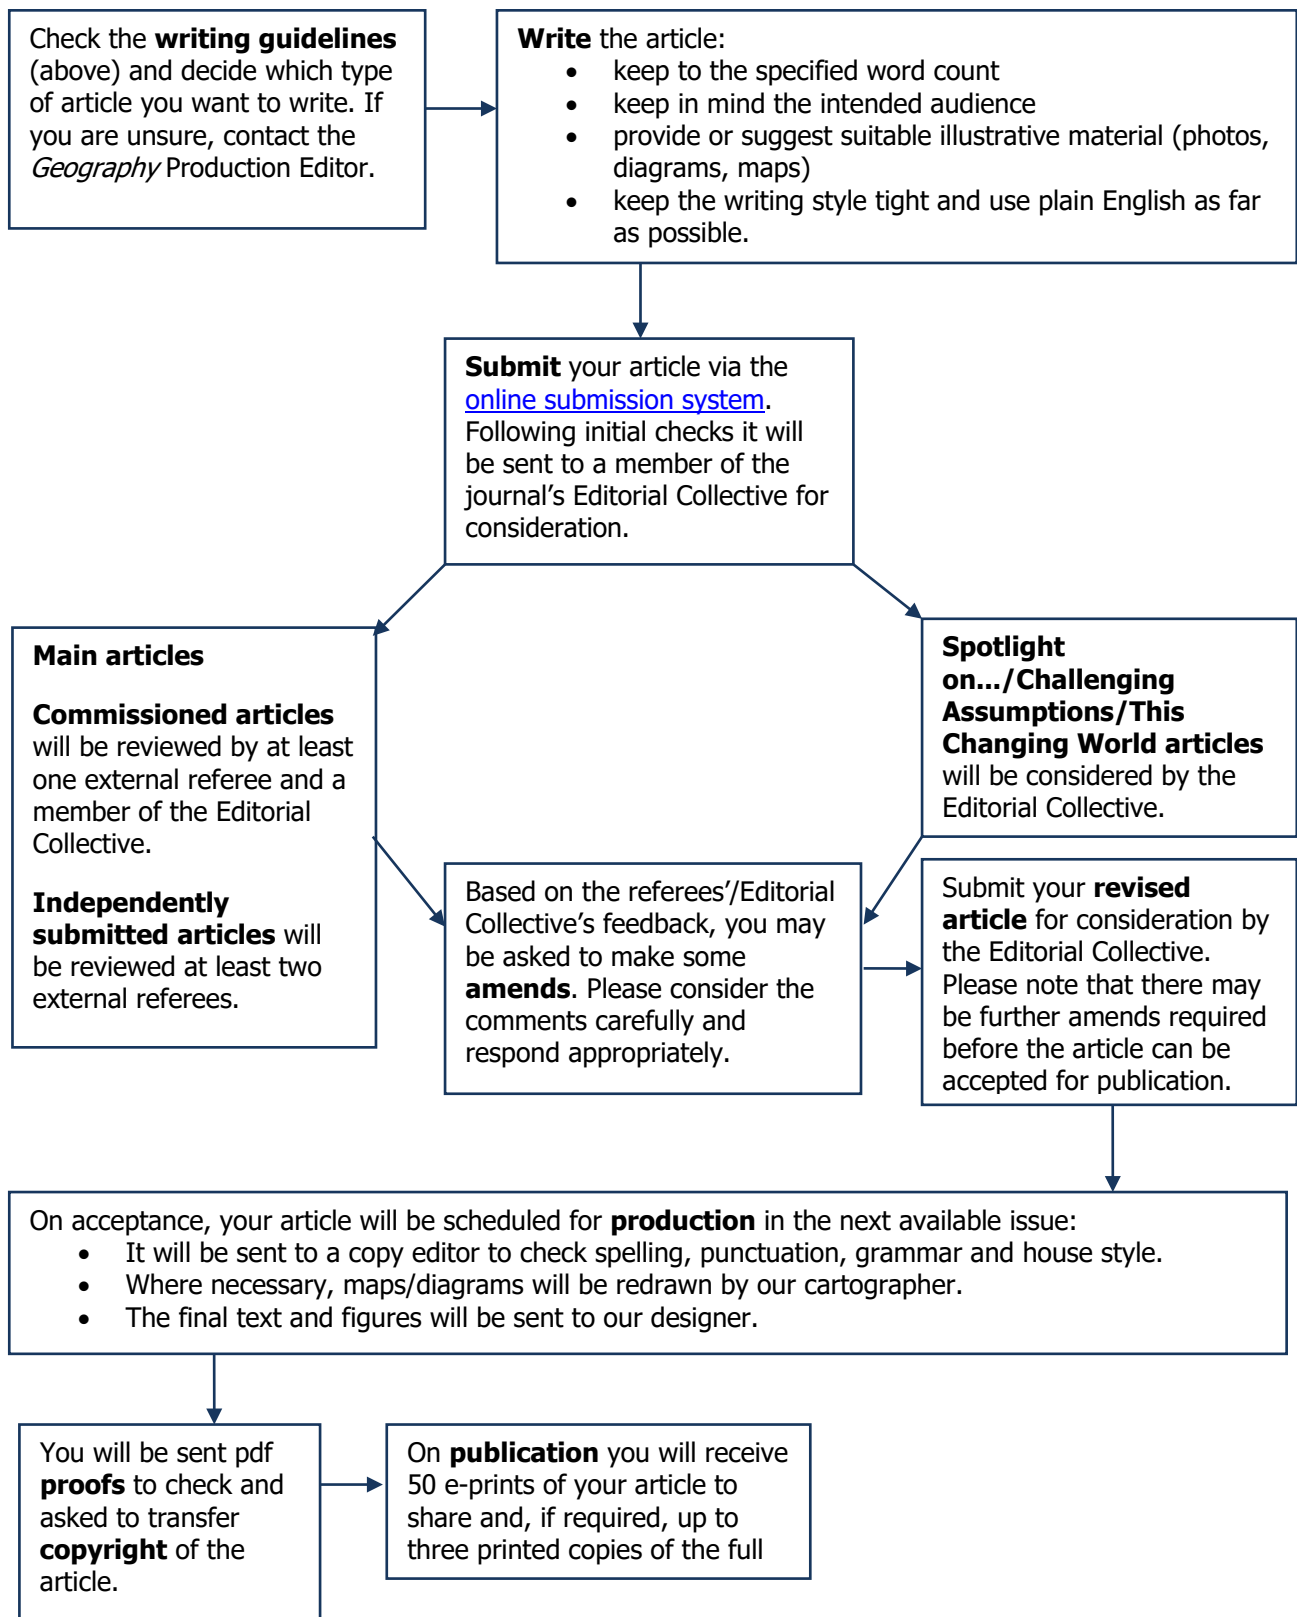 Check the writing guidelines
(above) and decide which type
of article you want to write. If
you are unsure, contact the
Geography Production Editor.
Write the article:
• keep to the specified word count
• keep in mind the intended audience
• provide or suggest suitable illustrative material (photos,
diagrams, maps)
• keep the writing style tight and use plain English as far
as possible.
Submit your article via the
online submission system.
Following initial checks it will
be sent to a member of the
journal’s Editorial Collective for
consideration.
Main articles
Commissioned articles
will be reviewed by at least
one external referee and a
member of the Editorial
Collective.
Independently
submitted articles will
be reviewed at least two
external referees.
Spotlight
on…/Challenging
Assumptions/This
Changing World articles
will be considered by the
Editorial Collective.
Based on the referees’/Editorial
Collective’s feedback, you may
be asked to make some
amends. Please consider the
comments carefully and
respond appropriately.
Submit your revised
article for consideration by
the Editorial Collective.
Please note that there may
be further amends required
before the article can be
accepted for publication.
On acceptance, your article will be scheduled for production in the next available issue:
• It will be sent to a copy editor to check spelling, punctuation, grammar and house style.
• Where necessary, maps/diagrams will be redrawn by our cartographer.
• The final text and figures will be sent to our designer.
You will be sent pdf
proofs to check and
asked to transfer
copyright of the
article.
On publication you will receive
50 e-prints of your article to
share and, if required, up to
three printed copies of the full